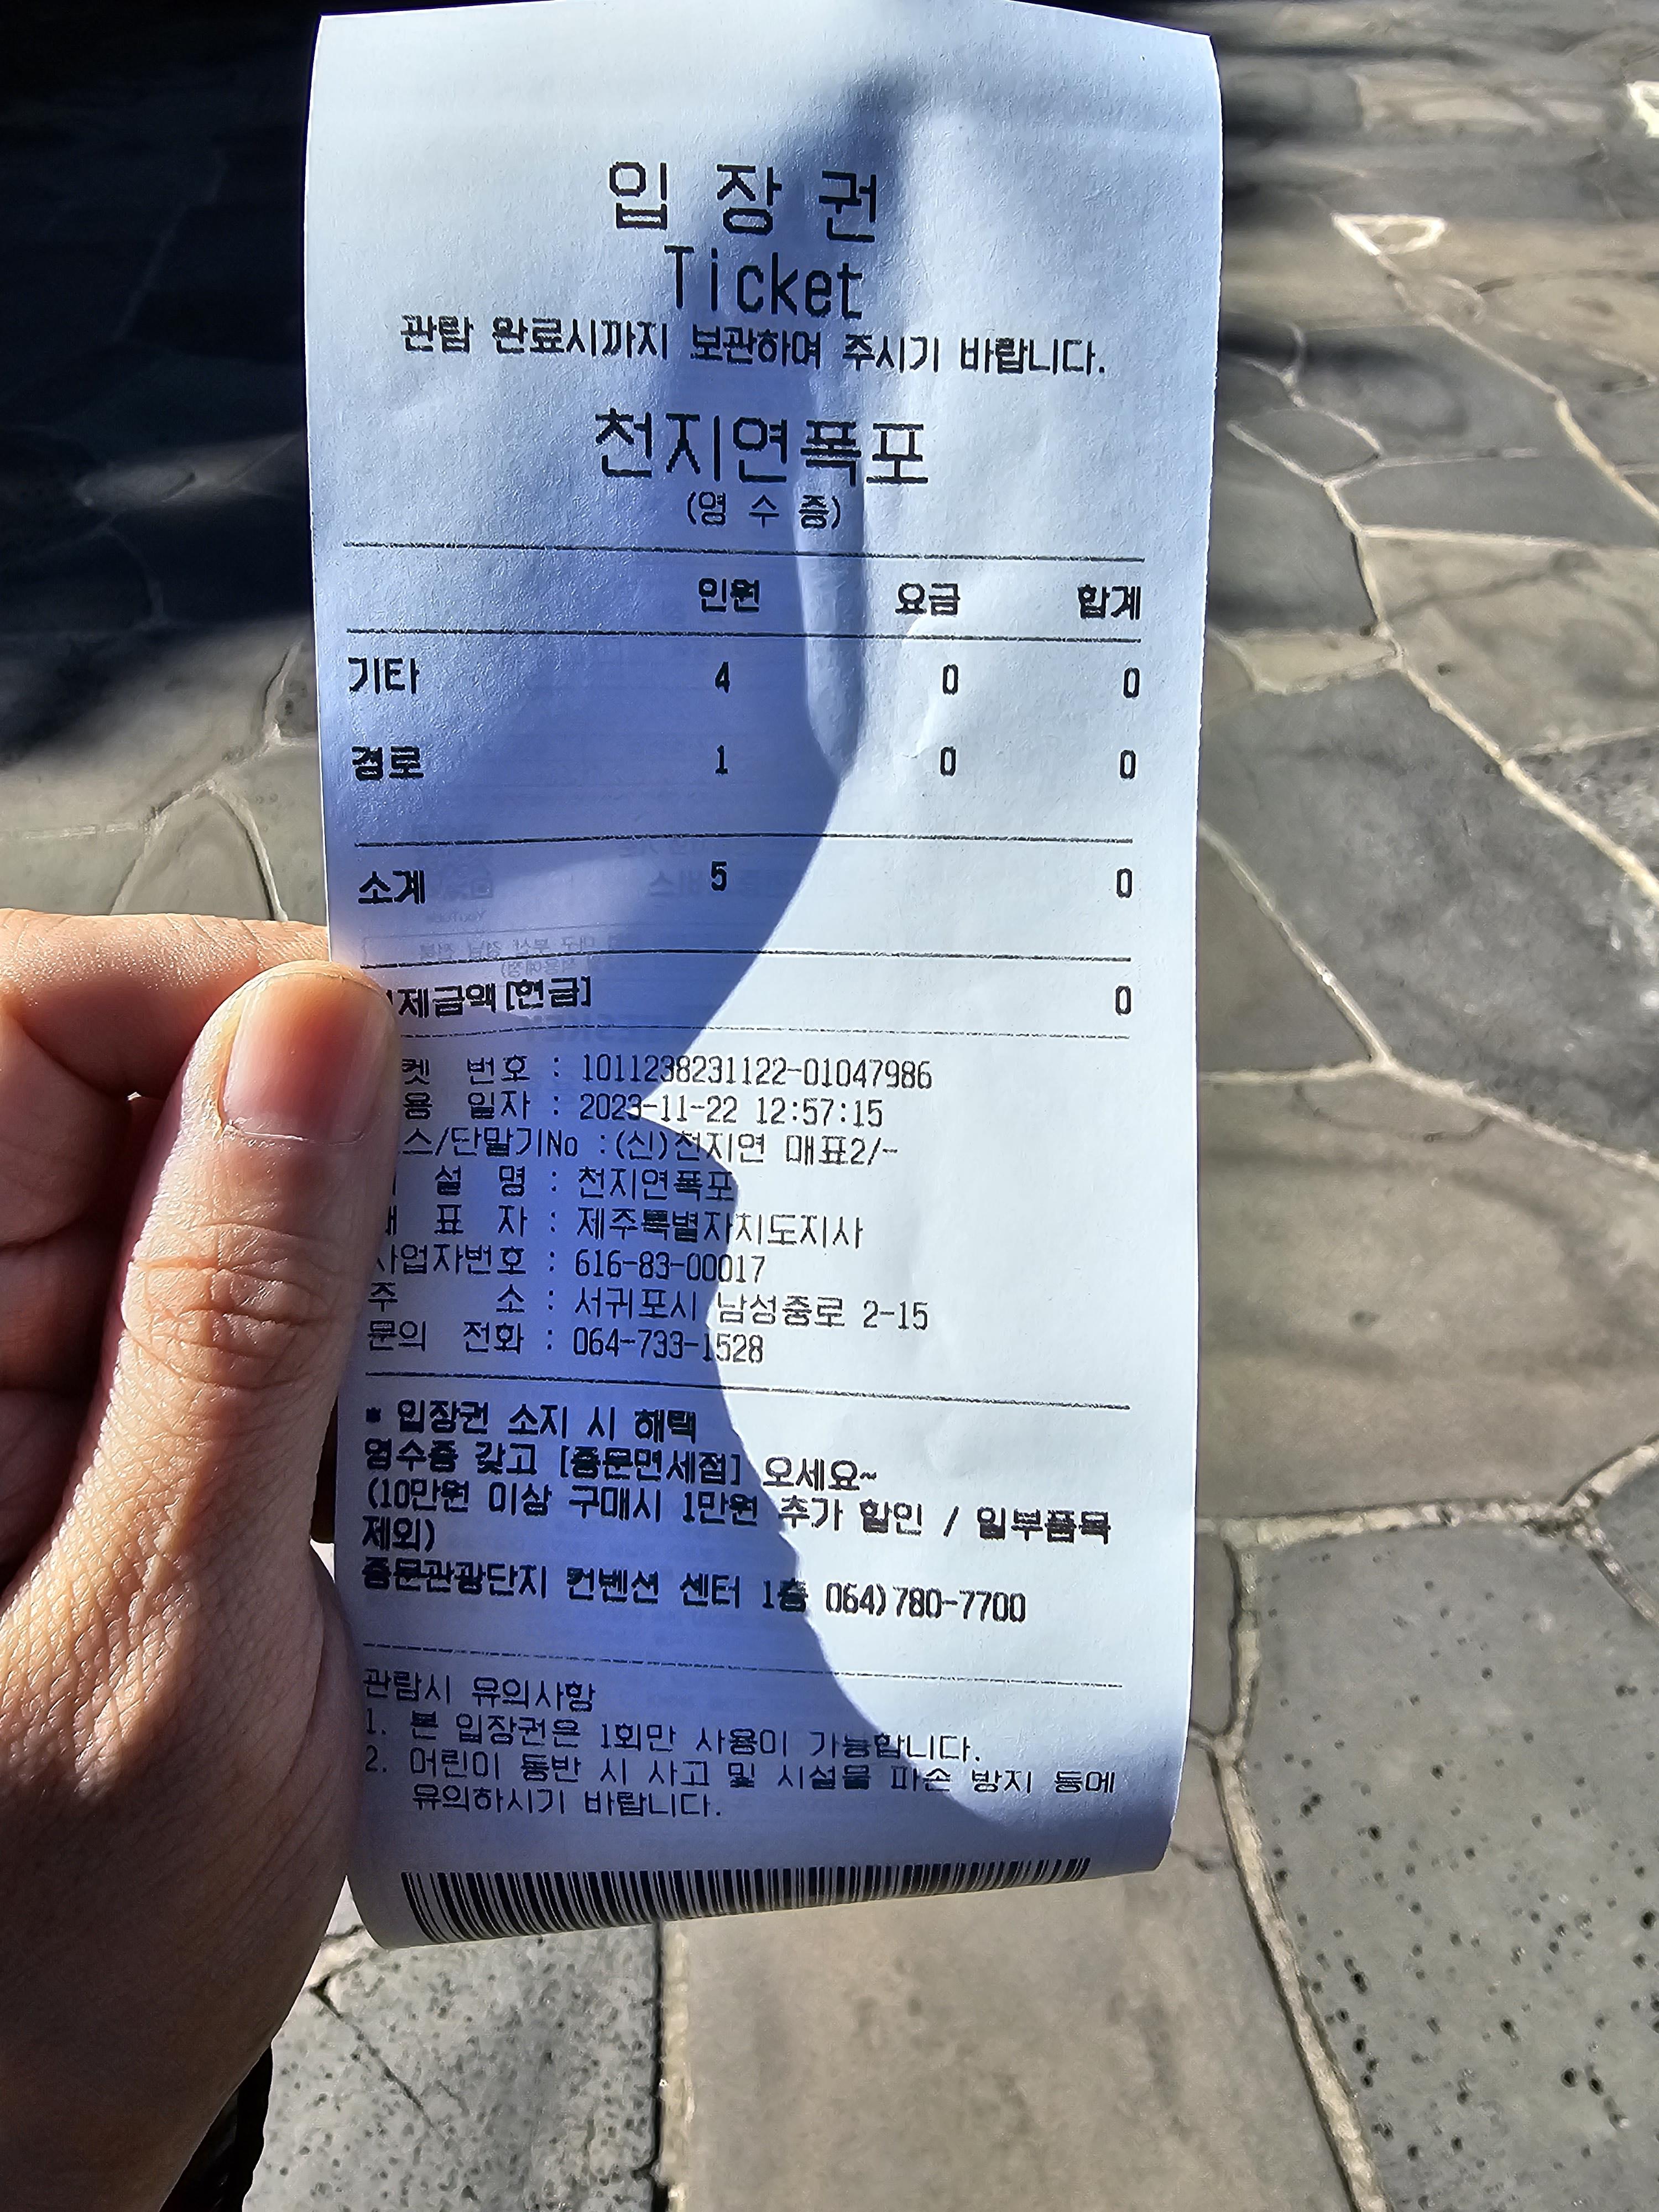 입 장 권
Ticket
관람 완료시까지 보관하여 주시기 바랍니다.
천지연폭포
(영 수 증)
인원 요금 합계
기타 4 0 0
경로 1 0 0
소계 5 0
제금액[현금] 0
켓 번호 : 1011238231122-01047986
용 일자 : 2023-11-22 12:57:15
스/단말기No :(신)천지연 매표2/--
설 명 : 천지연폭포
표 자 : 제주특별자치도지사
사업자번호 : 616-83-00017
주 소 : 서귀포시 남성중로 2-15
문의 전화 : 064-733-1528
* 입장권 소지 시 해택
영수증 갖고 [중문면세점] 오세요~
(10만원 이상 구매시 1만원 추가 할인 / 일부품목
제외)
중문관광단지 컨벤션 센터 1층 064)780-7700
관람시 유의사항
1. 본 입장권은 1회만 사용이 가능합니다.
2. 어린이 동반 시 사고 및 시설물 파손 방지 등에
유의하시기 바랍니다.